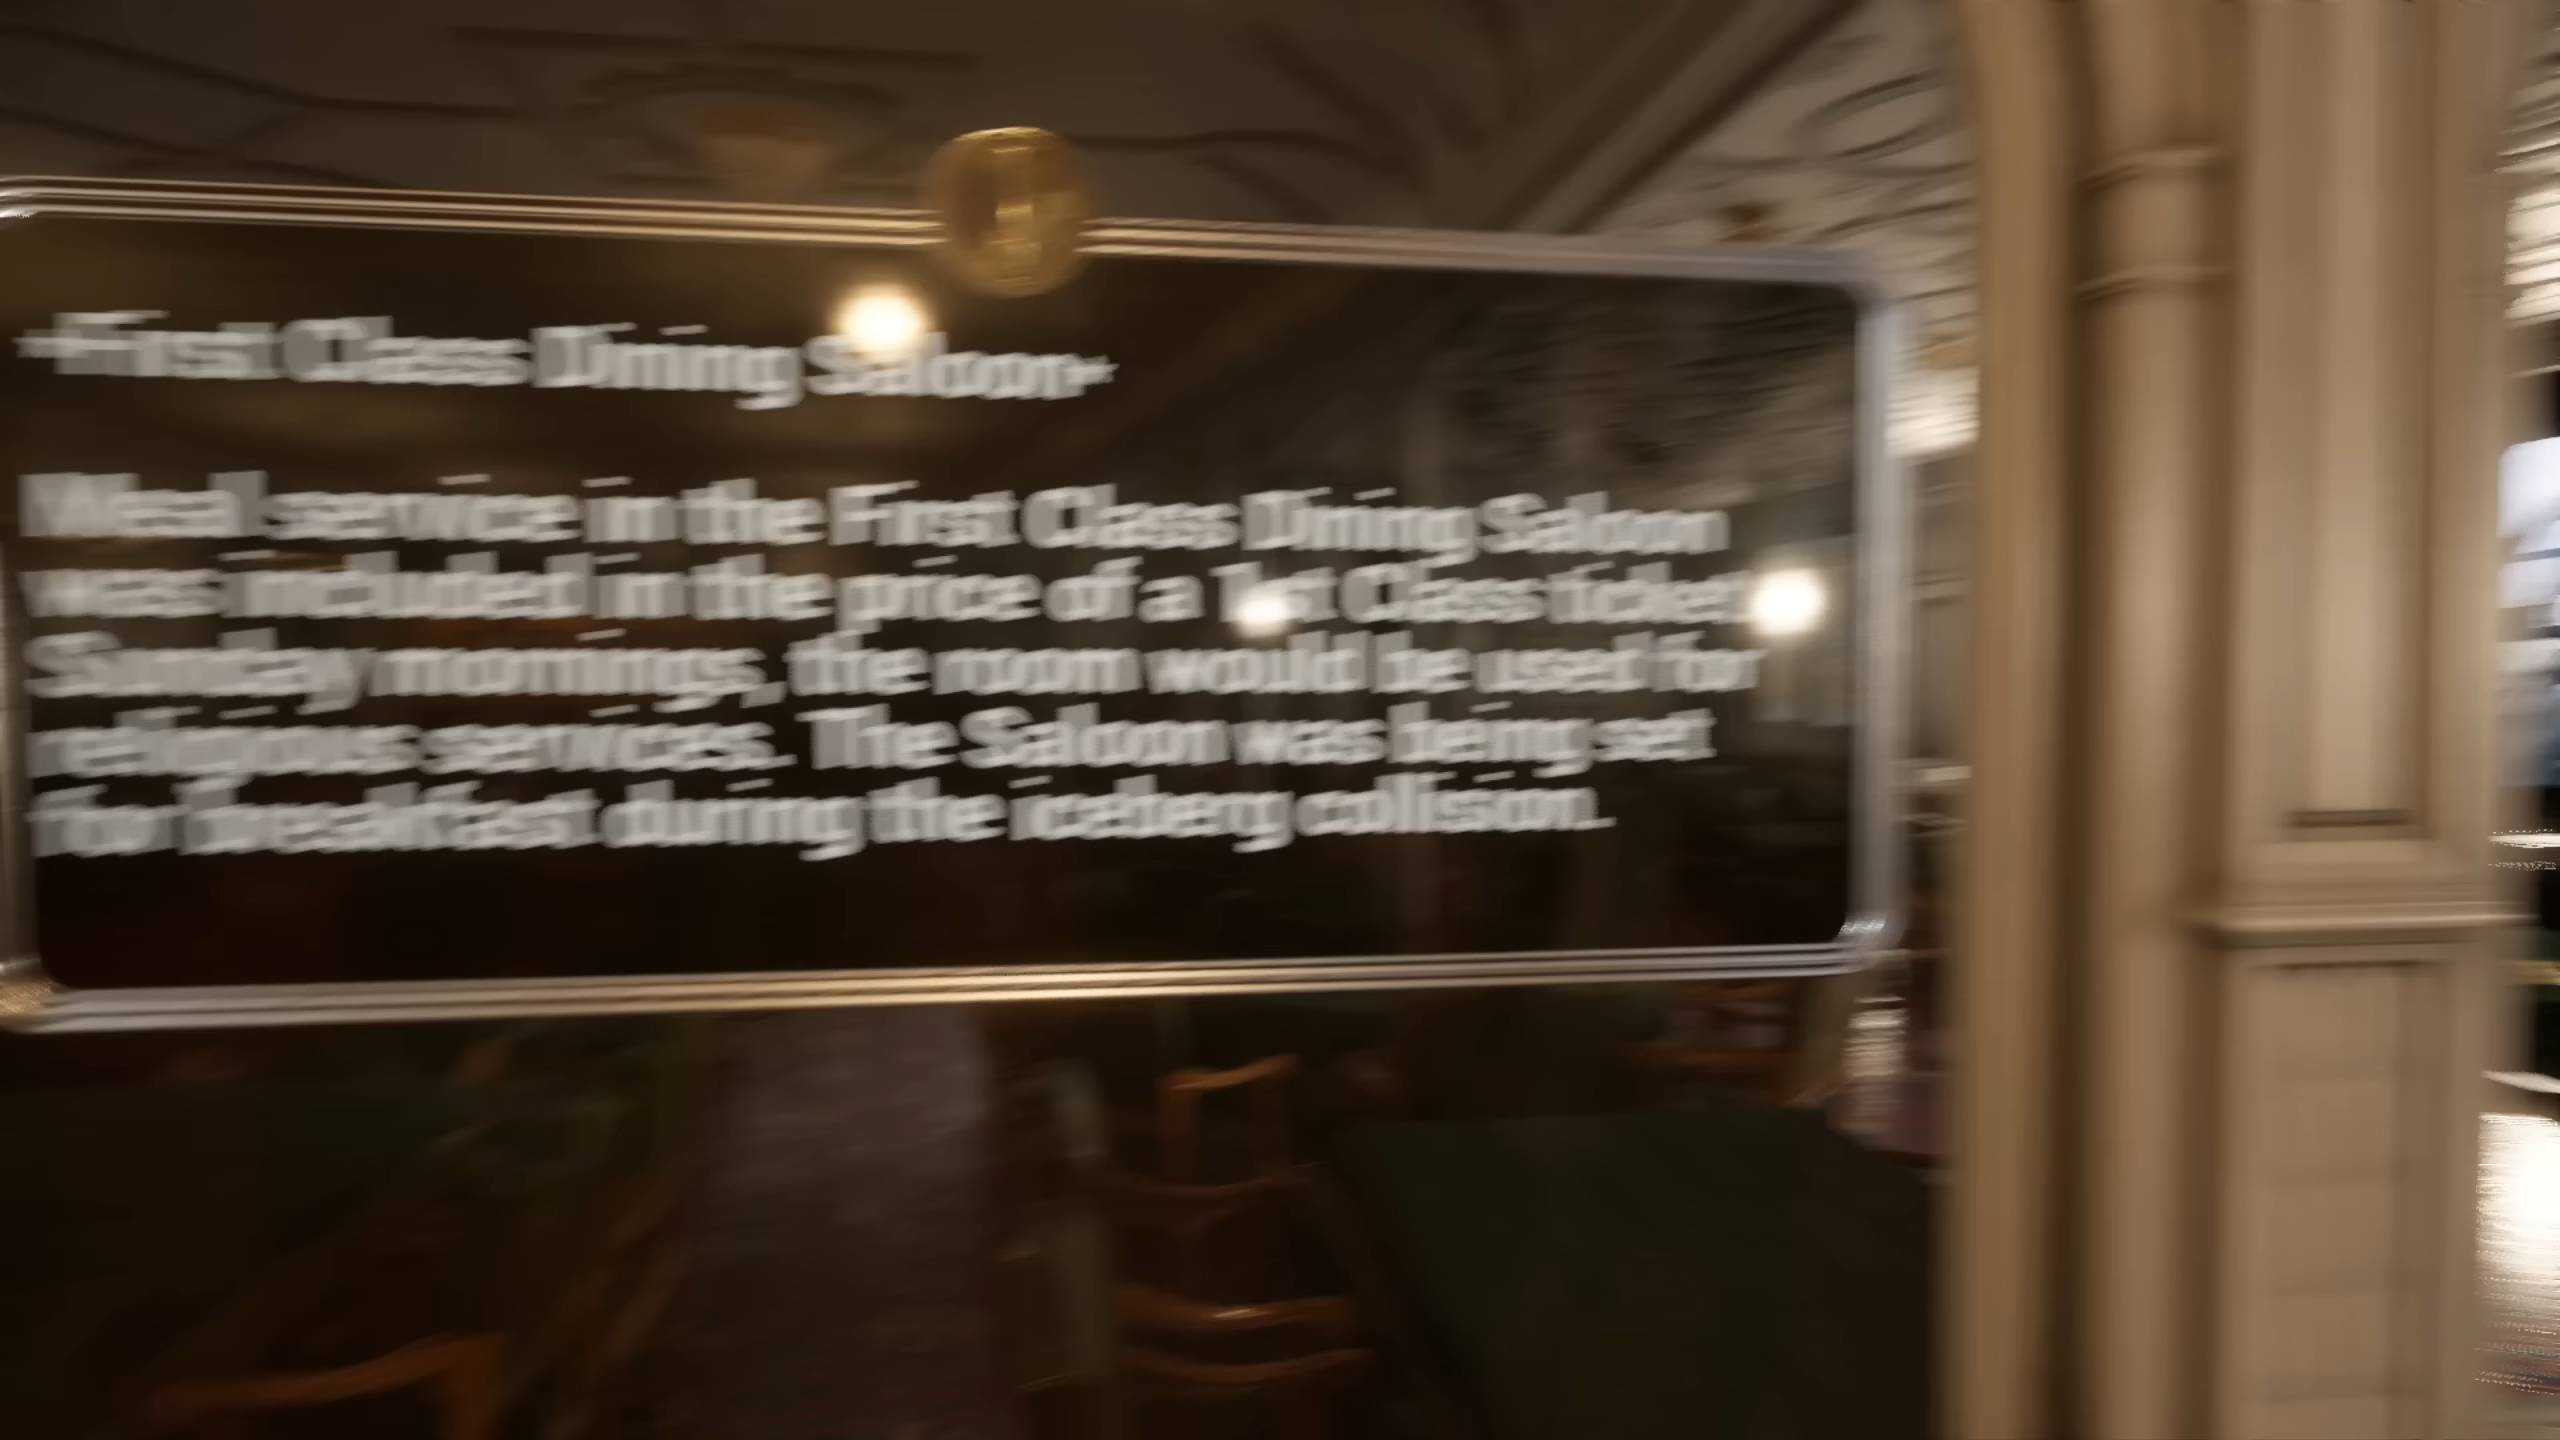 -First Class Dining Saloon-
Meal service in the First Class Dining Saloon
was included in the price of a 1st Class ticket.
Sunday mornings, the room would be used for
religious services. The Saloon was being set
for breakfast during the iceberg collision.